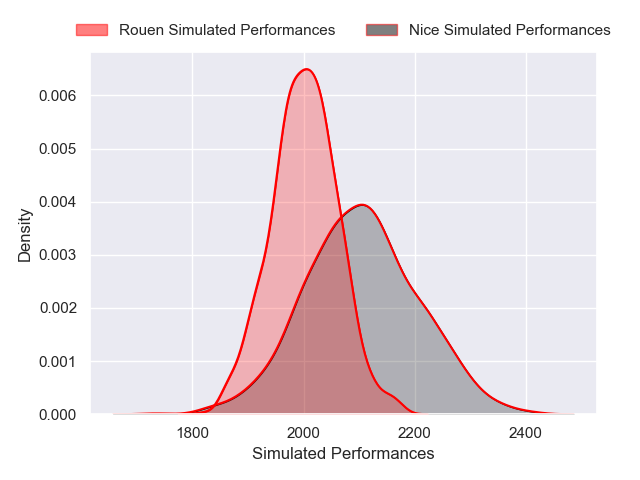 Rouen Simulated Performances
Nice Simulated Performances
0.006
0.005
0.004
0.003
0.002
0.001
0.000
Density
1800
2000
2200
2400
Simulated Performances